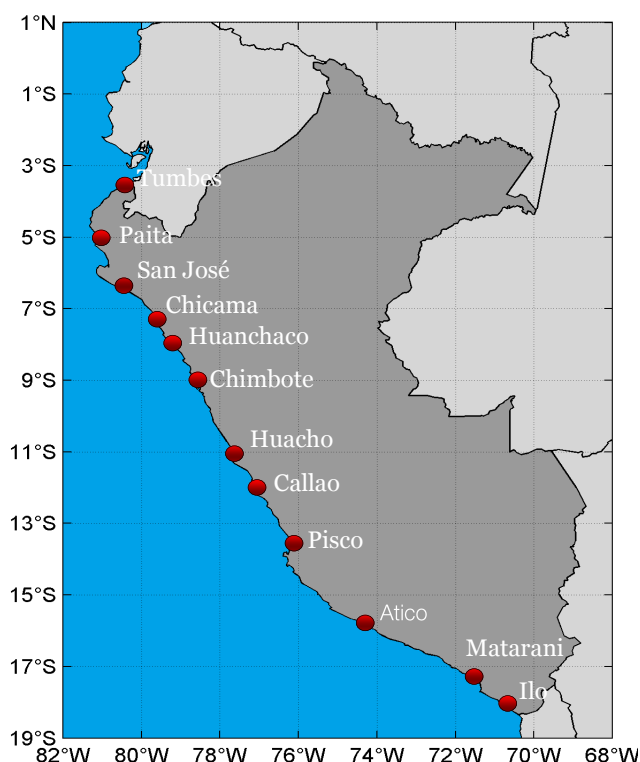 1°N
1°S
3°S
Tumbes
5°S
Paita
San José
7°S
Chicama
Huanchaco
9°S
Chimbote
11°S
Huacho
Callao
13°S
Pisco
15°S
Atico
Matarani
17°S
Ilo
19°S
82°W 80°W 78°W 76°W 74°W 72°W 70°W 68°W